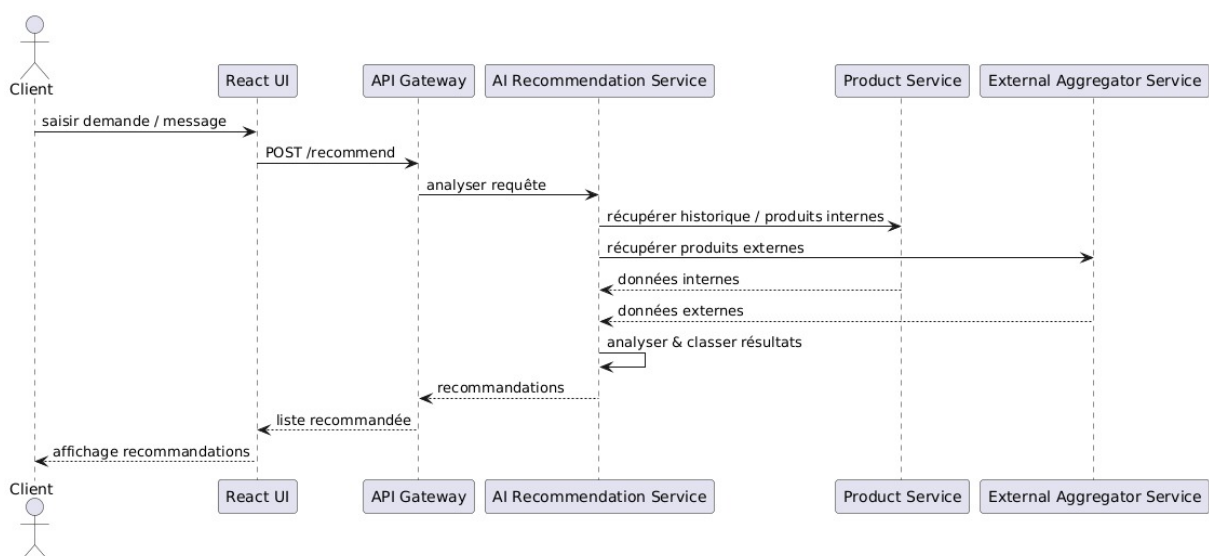 Client
React UI
API Gateway
AI Recommendation Service
Product Service
External Aggregator Service
saisir demande / message
POST /recommend
analyser requête
récupérer historique / produits internes
récupérer produits externes
données internes
données externes
analyser & classer résultats
recommandations
liste recommandée
affichage recommandations
Client
React UI
API Gateway
AI Recommendation Service
Product Service
External Aggregator Service